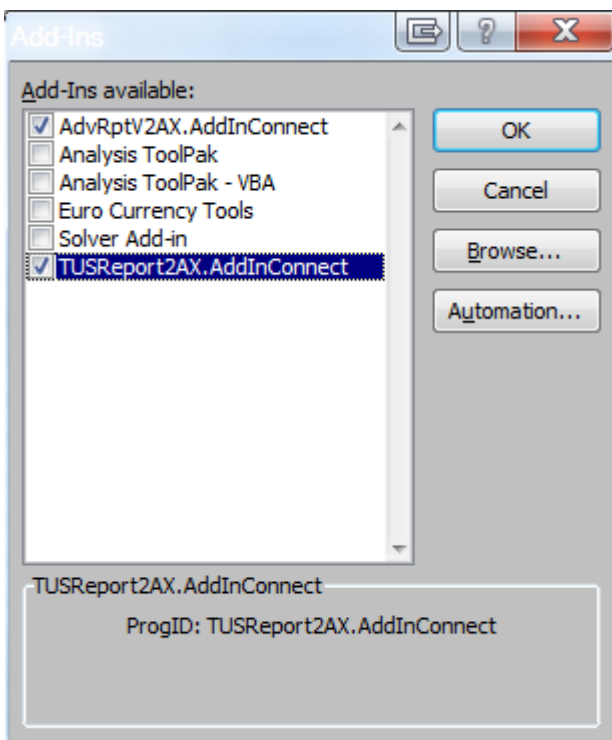 Add-Ins
?
X
Add-Ins available:
AdvRptV2AX.AddInConnect
Analysis ToolPak
Analysis ToolPak - VBA
Euro Currency Tools
Solver Add-in
TUSReport2AX.AddInConnect
OK
Cancel
Browse...
Automation...
TUSReport2AX.AddInConnect
ProgID: TUSReport2AX.AddInConnect